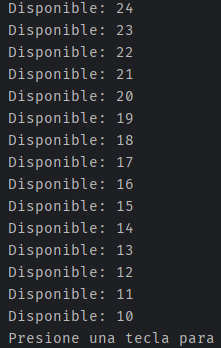 Disponible: 24
Disponible: 23
Disponible: 22
Disponible: 21
Disponible: 20
Disponible: 19
Disponible: 18
Disponible: 17
Disponible: 16
Disponible: 15
Disponible: 14
Disponible: 13
Disponible: 12
Disponible: 11
Disponible: 10
Presione una tecla para